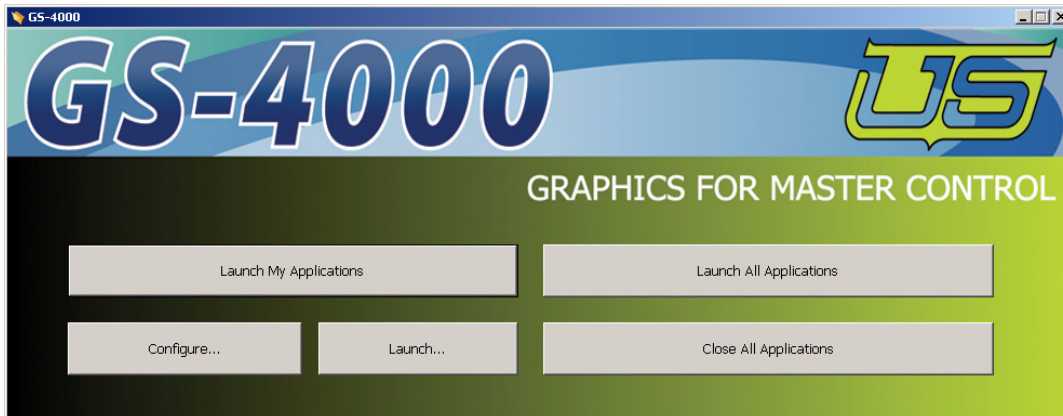 GS-4000
GS-4000
US
GRAPHICS FOR MASTER CONTROL
Launch My Applications
Launch All Applications
Configure...
Launch...
Close All Applications